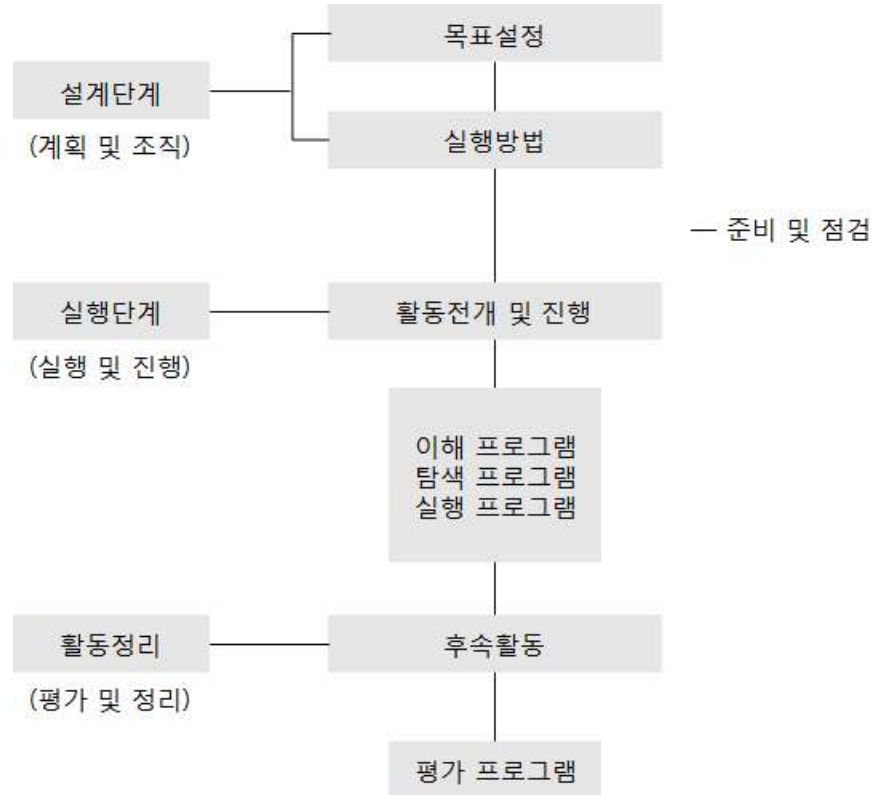 목표설정
설계단계
(계획 및 조직)
실행방법
— 준비 및 점검
실행단계
활동전개 및 진행
(실행 및 진행)
이해 프로그램
탐색 프로그램
실행 프로그램
활동정리
후속활동
(평가 및 정리)
평가 프로그램